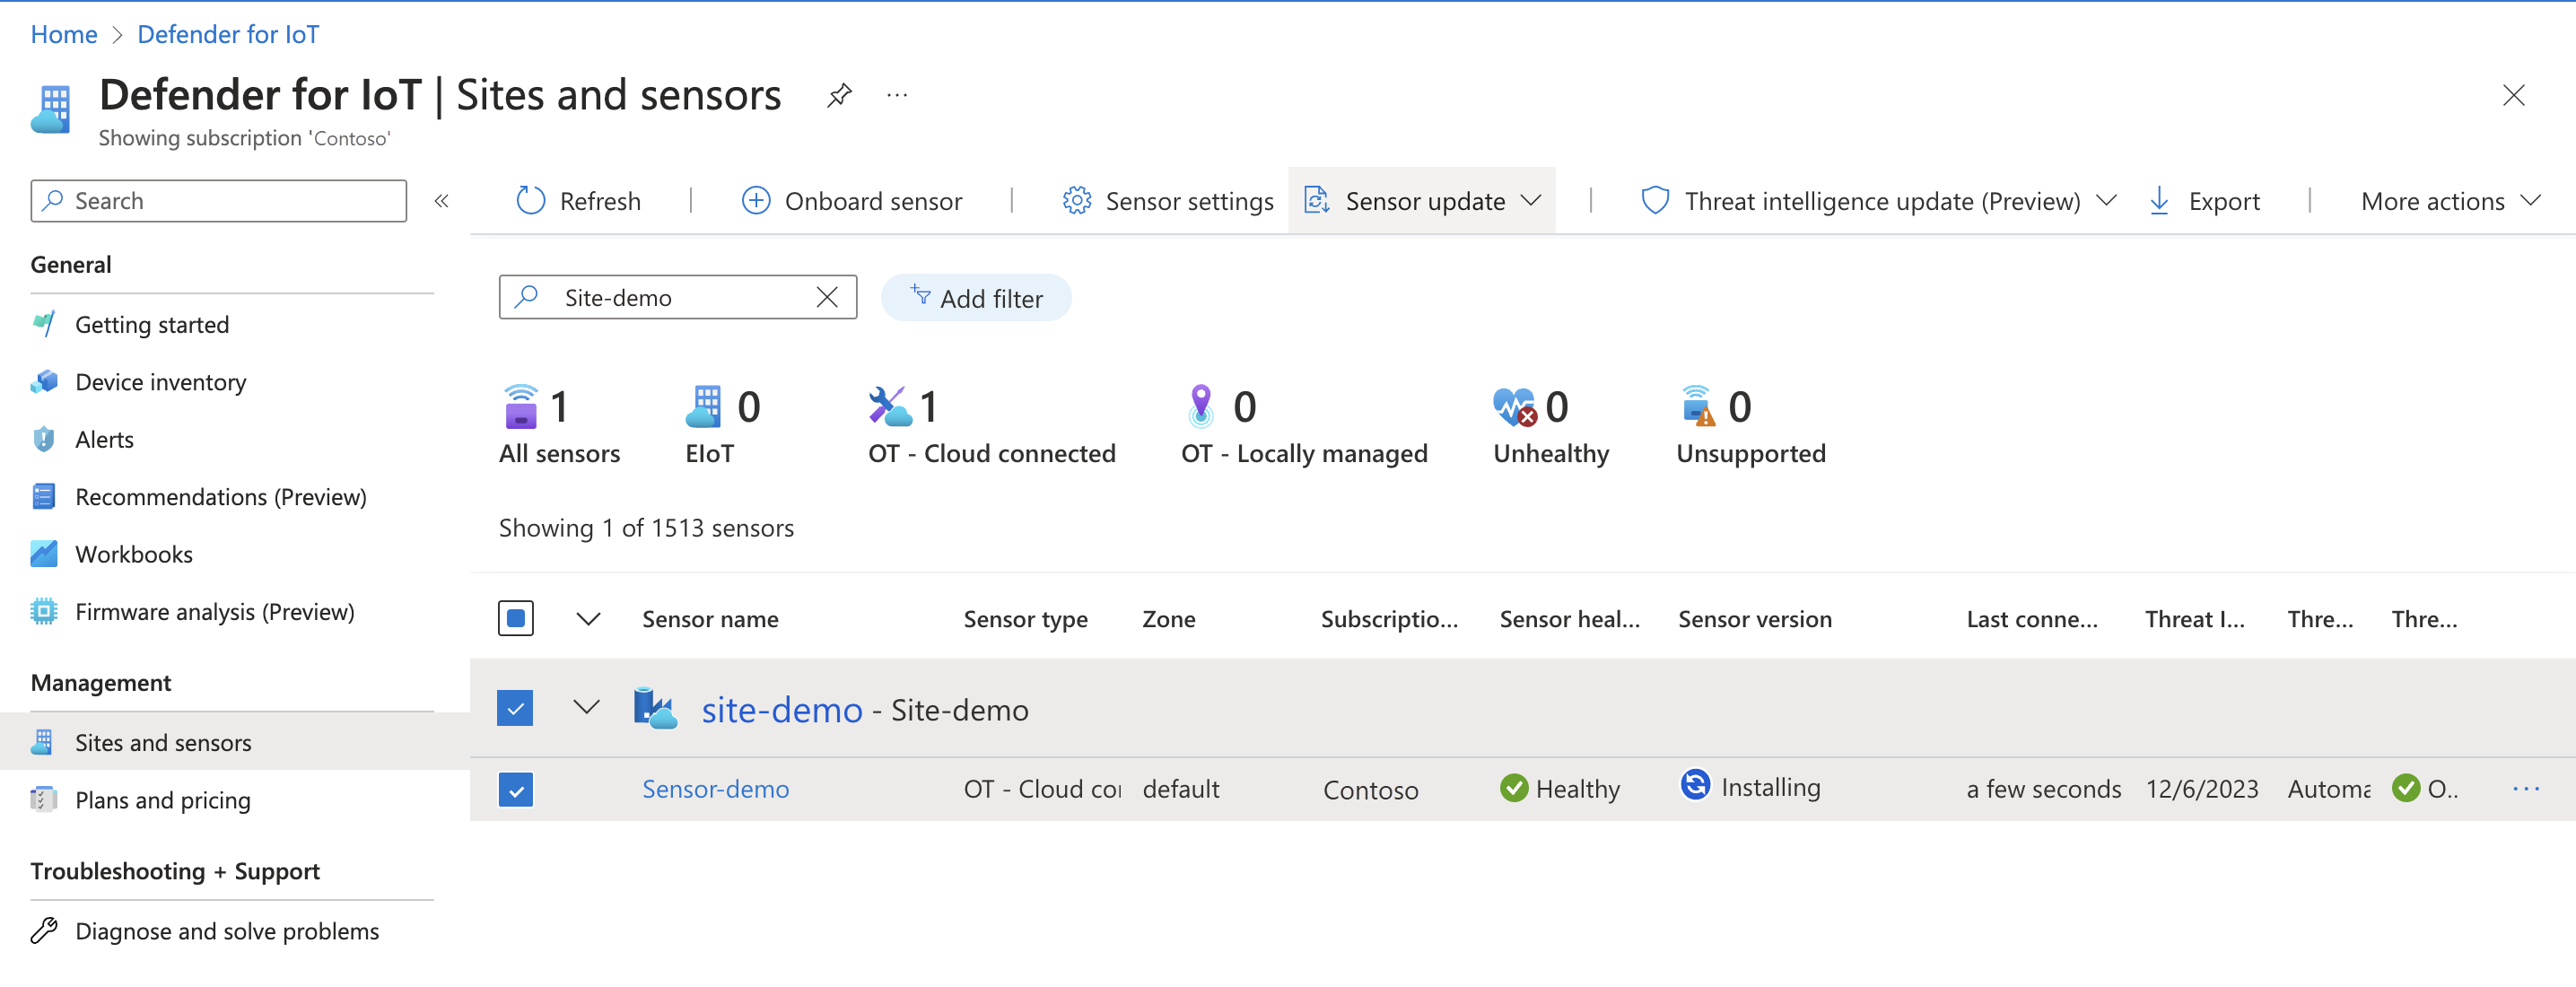 Home > Defender for IoT
Defender for IoT | Sites and sensors ...
Showing subscription 'Contoso'
Search
«
General
Getting started
Device inventory
Alerts
Recommendations (Preview)
Workbooks
Firmware analysis (Preview)
Management
Sites and sensors
Plans and pricing
Troubleshooting + Support
Diagnose and solve problems
Refresh | Onboard sensor | Sensor settings Sensor update | Threat intelligence update (Preview) Export | More actions
Site-demo Add filter
1 0 1 0 0 0
All sensors EIoT OT - Cloud connected OT - Locally managed Unhealthy Unsupported
Showing 1 of 1513 sensors
Sensor name Sensor type Zone Subscriptio... Sensor heal... Sensor version Last conne... Threat I... Thre... Thre...
site-demo - Site-demo
Sensor-demo OT - Cloud co default Contoso Healthy Installing a few seconds 12/6/2023 Automa O.. ...